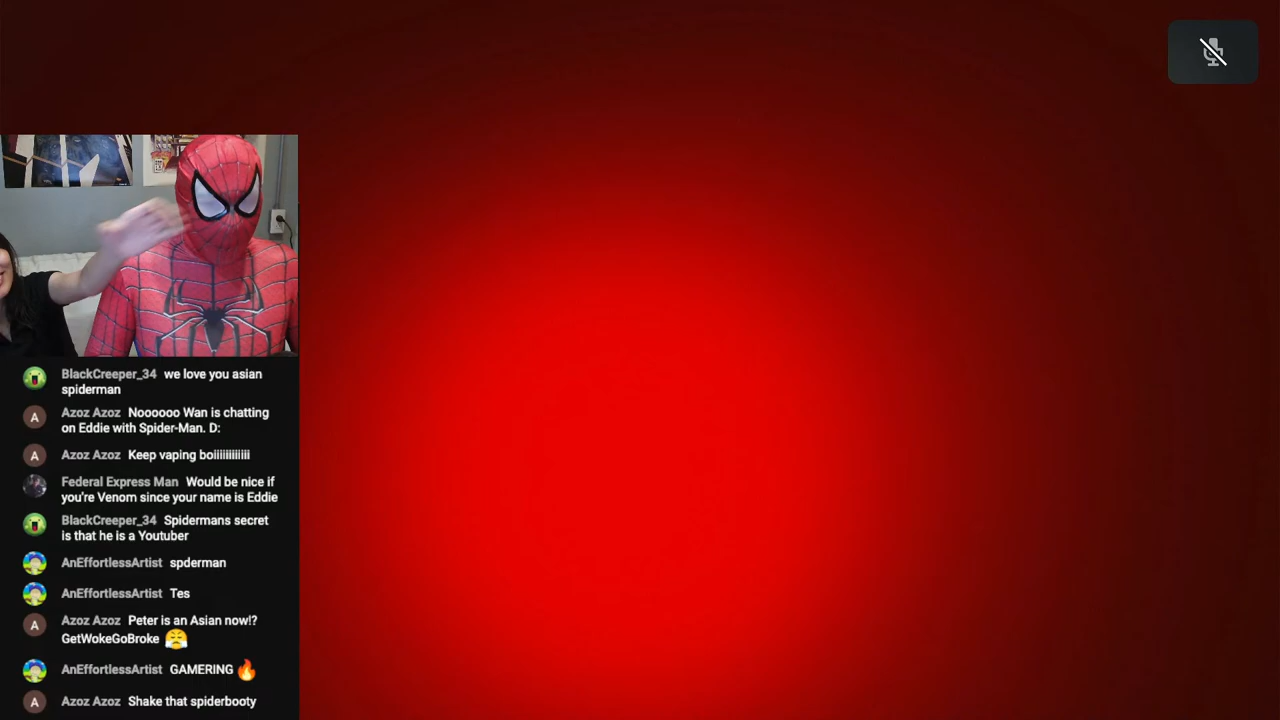 BlackCreeper_34 we love you asian
spiderman
Azoz Azoz Noooooo Wan is chatting
on Eddie with Spider-Man. D:
Azoz Azoz Keep vaping boiiiiiiiiiiiii
Federal Express Man Would be nice if
you're Venom since your name is Eddie
BlackCreeper_34 Spidermans secret
is that he is a Youtuber
AnEffortlessArtist spderman
AnEffortlessArtist Tes
Azoz Azoz Peter is an Asian now!?
GetWokeGoBroke 😤
AnEffortlessArtist GAMERING 🔥
Azoz Azoz Shake that spiderbooty